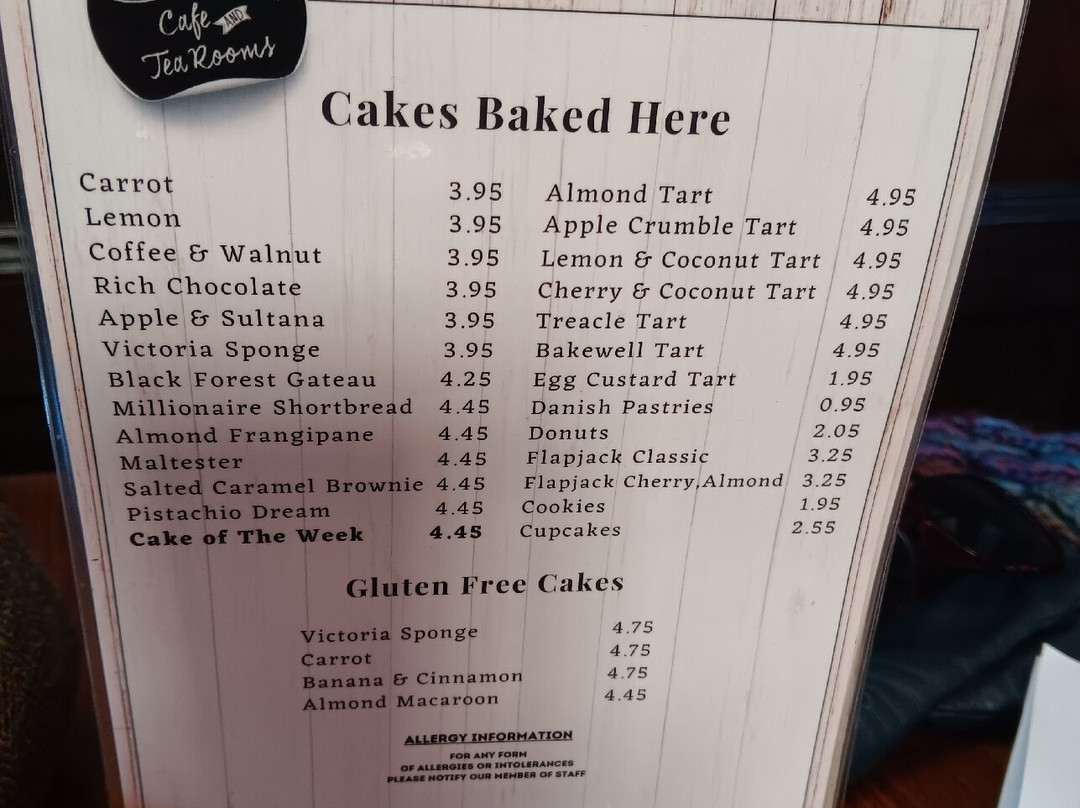 Cafe AND
Tea Rooms
Cakes Baked Here
Carrot 3.95
Lemon 3.95
Coffee & Walnut 3.95
Rich Chocolate 3.95
Apple & Sultana 3.95
Victoria Sponge 3.95
Black Forest Gateau 4.25
Millionaire Shortbread 4.45
Almond Frangipane 4.45
Maltester 4.45
Salted Caramel Brownie 4.45
Pistachio Dream 4.45
Cake of The Week 4.45
Almond Tart 4.95
Apple Crumble Tart 4.95
Lemon & Coconut Tart 4.95
Cherry & Coconut Tart 4.95
Treacle Tart 4.95
Bakewell Tart 4.95
Egg Custard Tart 1.95
Danish Pastries 0.95
Donuts 2.05
Flapjack Classic 3.25
Flapjack Cherry,Almond 3.25
Cookies 1.95
Cupcakes 2.55
Gluten Free Cakes
Victoria Sponge 4.75
Carrot 4.75
Banana & Cinnamon 4.75
Almond Macaroon 4.45
ALLERGY INFORMATION
FOR ANY FORM
OF ALLERGIES OR INTOLERANCES
PLEASE NOTIFY OUR MEMBER OF STAFF